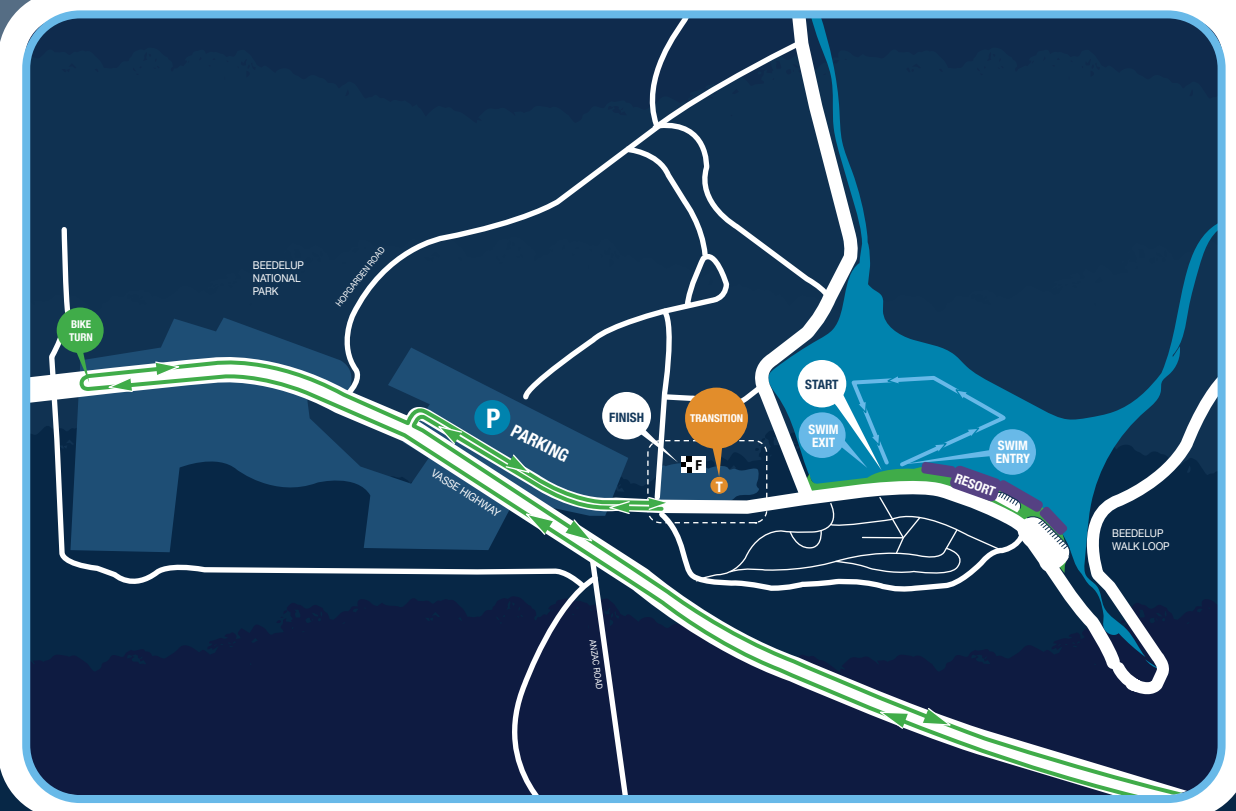 BEEDELUP
NATIONAL
PARK
HOPGARDEN ROAD
BIKE
TURN
START
SWIM
EXIT
SWIM
ENTRY
FINISH
TRANSITION
P PARKING
F
T
RESORT
VASSE HIGHWAY
BEEDELUP
WALK LOOP
ANZAC ROAD